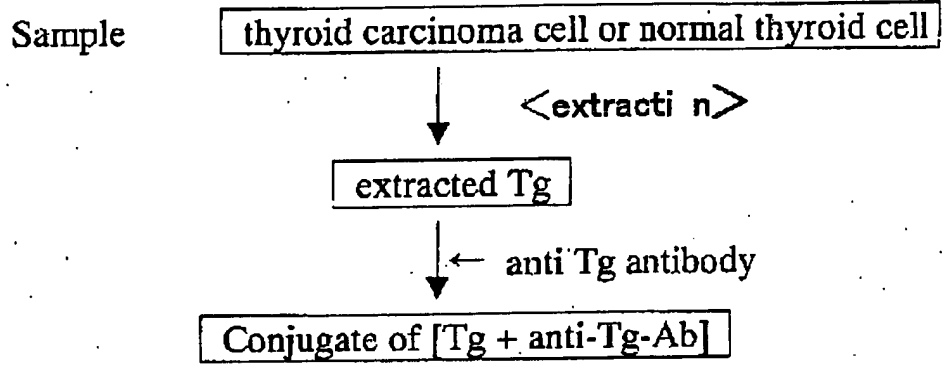 Sample thyroid carcinoma cell or normal thyroid cell
<extracti n>
extracted Tg
← anti Tg antibody
Conjugate of [Tg + anti-Tg-Ab]